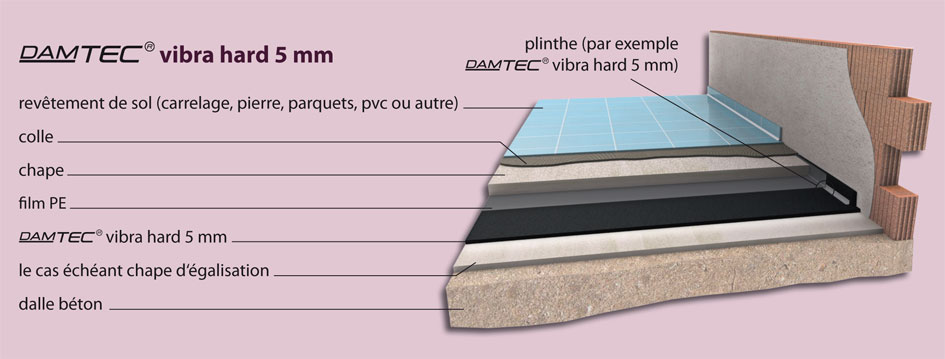 DAMTEC® vibra hard 5 mm
plinthe (par exemple
DAMTEC® vibra hard 5 mm)
revêtement de sol (carrelage, pierre, parquets, pvc ou autre)
colle
chape
film PE
DAMTEC® vibra hard 5 mm
le cas échéant chape d‘égalisation
dalle béton